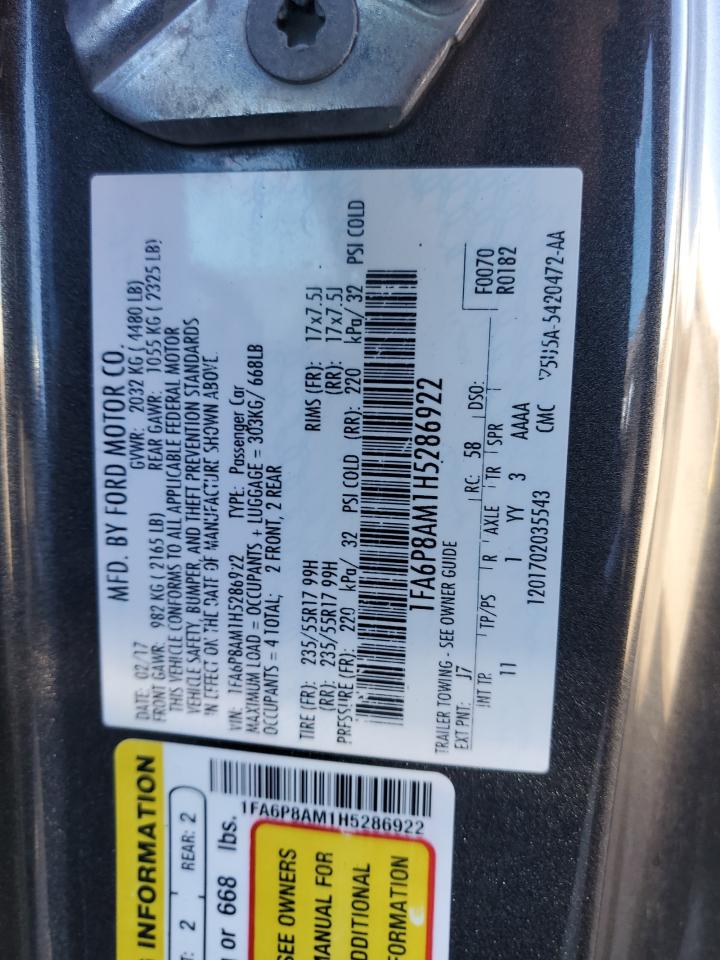 MFD. BY FORD MOTOR CO.
DATE: 02/17 GVWR: 2032 KG ( 4480 LB)
FRONT GAWR: 982 KG ( 2165 LB) REAR GAWR: 1055 KG ( 2325 LB)
THIS VEHICLE CONFORMS TO ALL APPLICABLE FEDERAL MOTOR
VEHICLE SAFETY, BUMPER, AND THEFT PREVENTION STANDARDS
IN EFFECT ON THE DATE OF MANUFACTURE SHOWN ABOVE.
VIN: 1FA6P8AM1H5286922 TYPE: Passenger Car
MAXIMUM LOAD = OCCUPANTS + LUGGAGE = 303KG/ 668LB
OCCUPANTS = 4 TOTAL; 2 FRONT, 2 REAR
TIRE (FR): 235/55R17 99H RIMS (FR): 17x7.5J
(RR): 235/55R17 99H (RR): 17x7.5J
PRESSURE (FR): 220 kPa/ 32 PSI COLD (RR): 220 kPa/ 32 PSI COLD
1FA6P8AM1H5286922
TRAILER TOWING - SEE OWNER GUIDE
EXT PNT: J7 RC: 58 DSO: F0070
R0182
INT TR TP/PS R AXLE TR SPR
11 1 YY 3 AAAA
1201702035543 CMC 5420472-AA
G INFORMATION
T: 2 REAR: 2
or 668 lbs.
1FA6P8AM1H5286922
SEE OWNERS
MANUAL FOR
ADDITIONAL
FORMATION